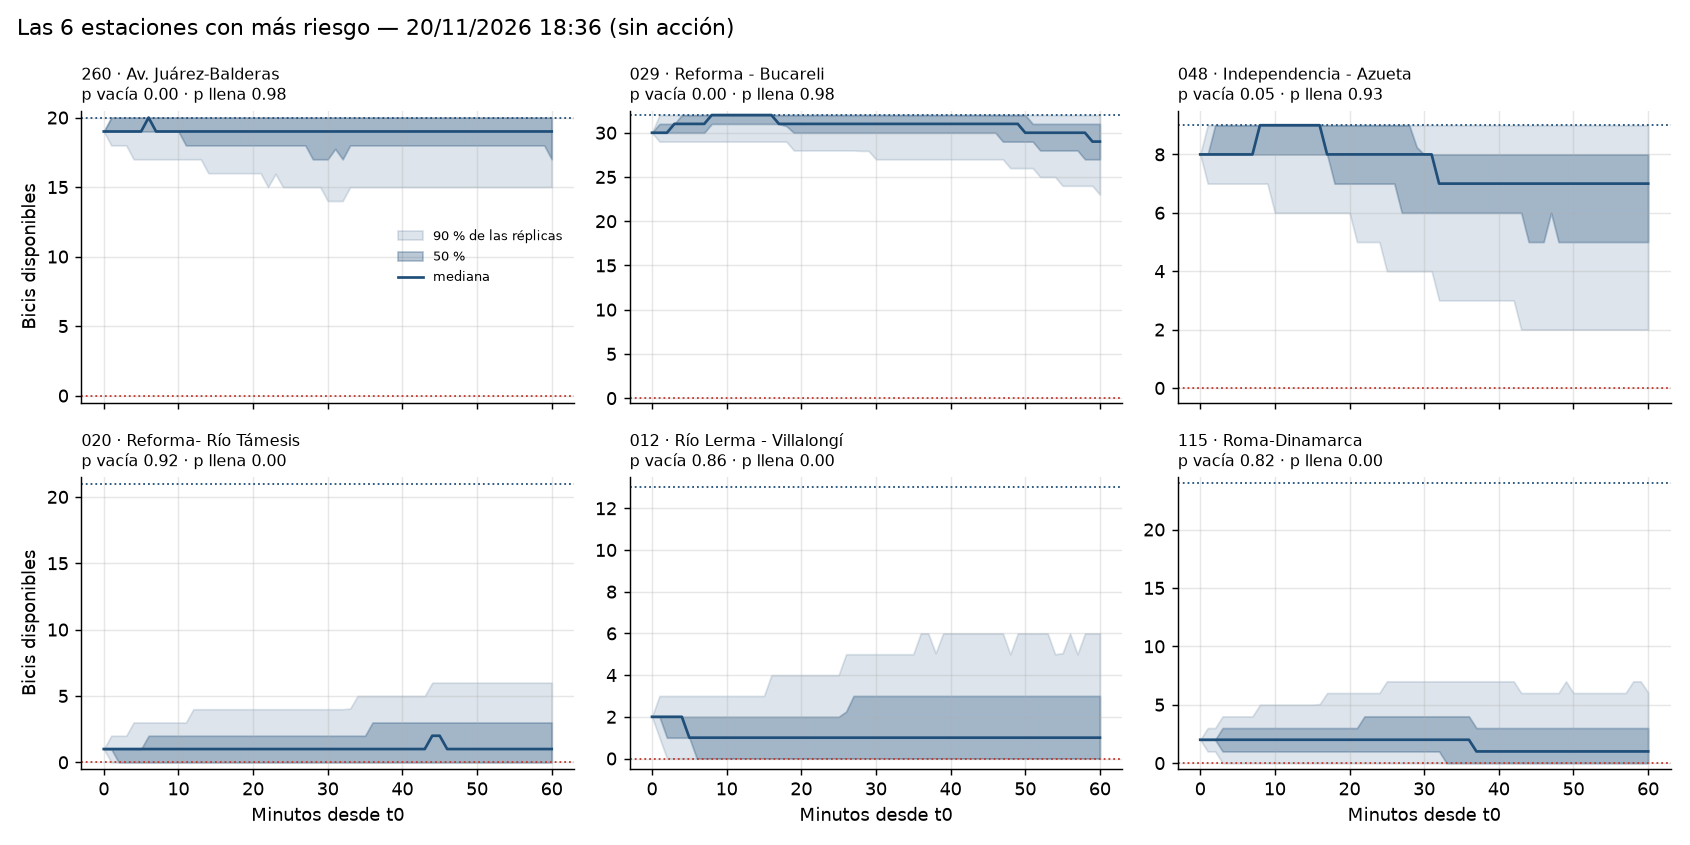 Las 6 estaciones con más riesgo — 20/11/2026 18:36 (sin acción)
260 · Av. Juárez-Balderas
p vacía 0.00 · p llena 0.98
029 · Reforma - Bucareli
p vacía 0.00 · p llena 0.98
048 · Independencia - Azueta
p vacía 0.05 · p llena 0.93
Bicis disponibles
20
15
10
5
0
90 % de las réplicas
50 %
mediana
30
25
20
15
10
5
0
8
6
4
2
0
020 · Reforma- Río Támesis
p vacía 0.92 · p llena 0.00
012 · Río Lerma - Villalongí
p vacía 0.86 · p llena 0.00
115 · Roma-Dinamarca
p vacía 0.82 · p llena 0.00
Bicis disponibles
20
15
10
5
0
12
10
8
6
4
2
0
20
15
10
5
0
0 10 20 30 40 50 60
0 10 20 30 40 50 60
0 10 20 30 40 50 60
Minutos desde t0
Minutos desde t0
Minutos desde t0